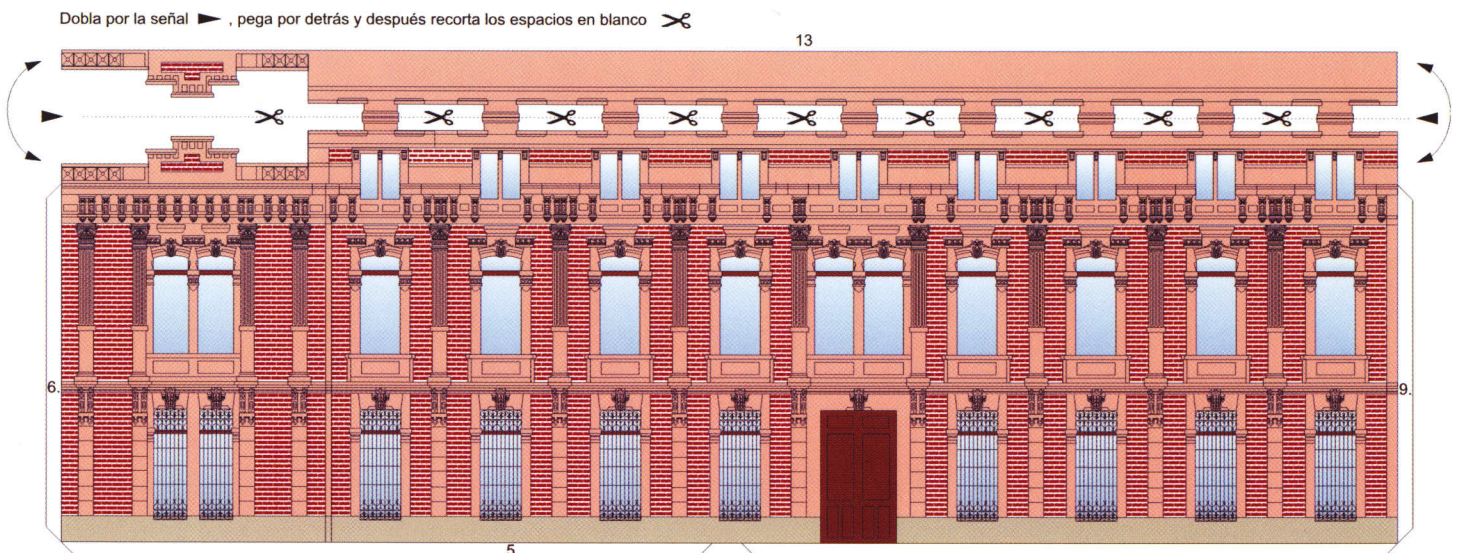 Dobla por la señal , pega por detrás y después recorta los espacios en blanco
13
6.
9.
5